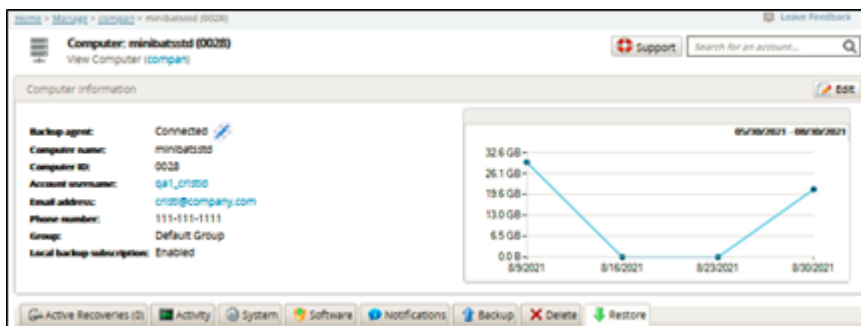 Home > Manage > compan > minibatsstd (0028)
Leave Feedback
Computer: minibatsstd (0028)
View Computer (compan)
Support
Search for an account...
Computer Information
Edit
Backup agent: Connected
Computer name: minibatsstd
Computer ID: 0028
Account username: qa1_cristid
Email address: cristi@company.com
Phone number: 111-111-1111
Group: Default Group
Local backup subscription: Enabled
05/30/2021 - 08/30/2021
32.6 GB
26.1 GB
19.6 GB
13.0 GB
6.5 GB
0.0 B
8/9/2021 8/16/2021 8/23/2021 8/30/2021
Active Recoveries (0) Activity System Software Notifications Backup Delete Restore